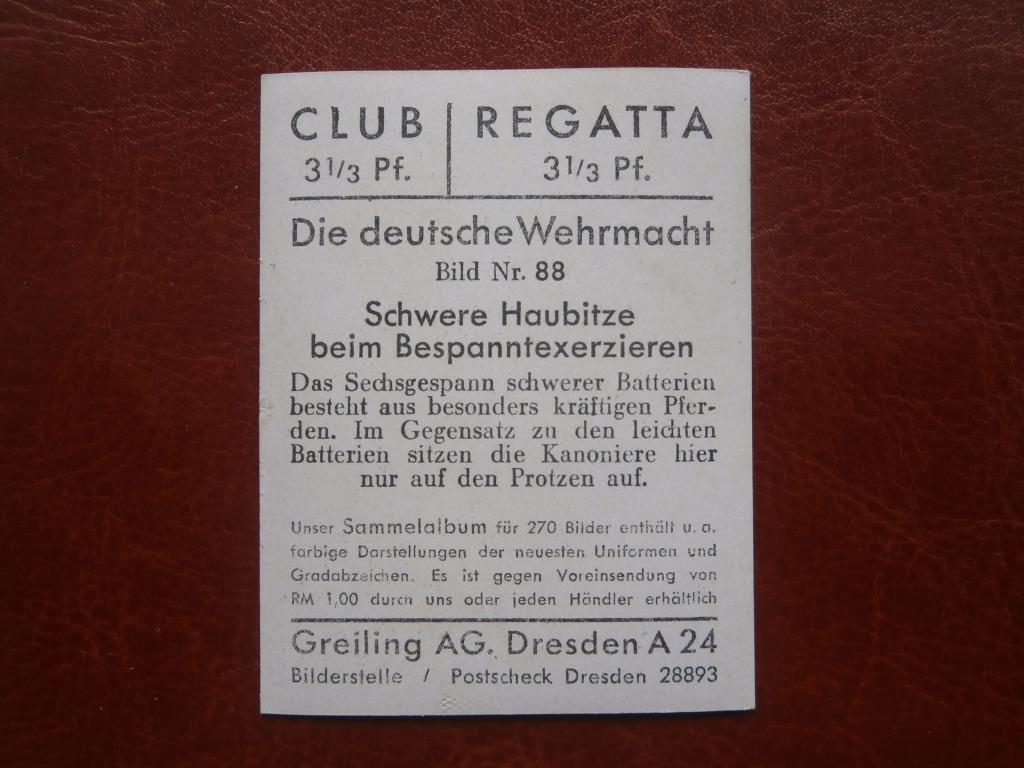 CLUB | REGATTA
3 1/3 Pf. 3 1/3 Pf.
Die deutsche Wehrmacht
Bild Nr. 88
Schwere Haubitze
beim Bespanntexerzieren
Das Sechsgespann schwerer Batterien
besteht aus besonders kräftigen Pfer-
den. Im Gegensatz zu den leichten
Batterien sitzen die Kanoniere hier
nur auf den Protzen auf.
Unser Sammelalbum für 270 Bilder enthält u. a.
farbige Darstellungen der neuesten Uniformen und
Gradabzeichen. Es ist gegen Voreinsendung von
RM 1,00 durch uns oder jeden Händler erhältlich
Greiling AG. Dresden A 24
Bilderstelle / Postscheck Dresden 28893